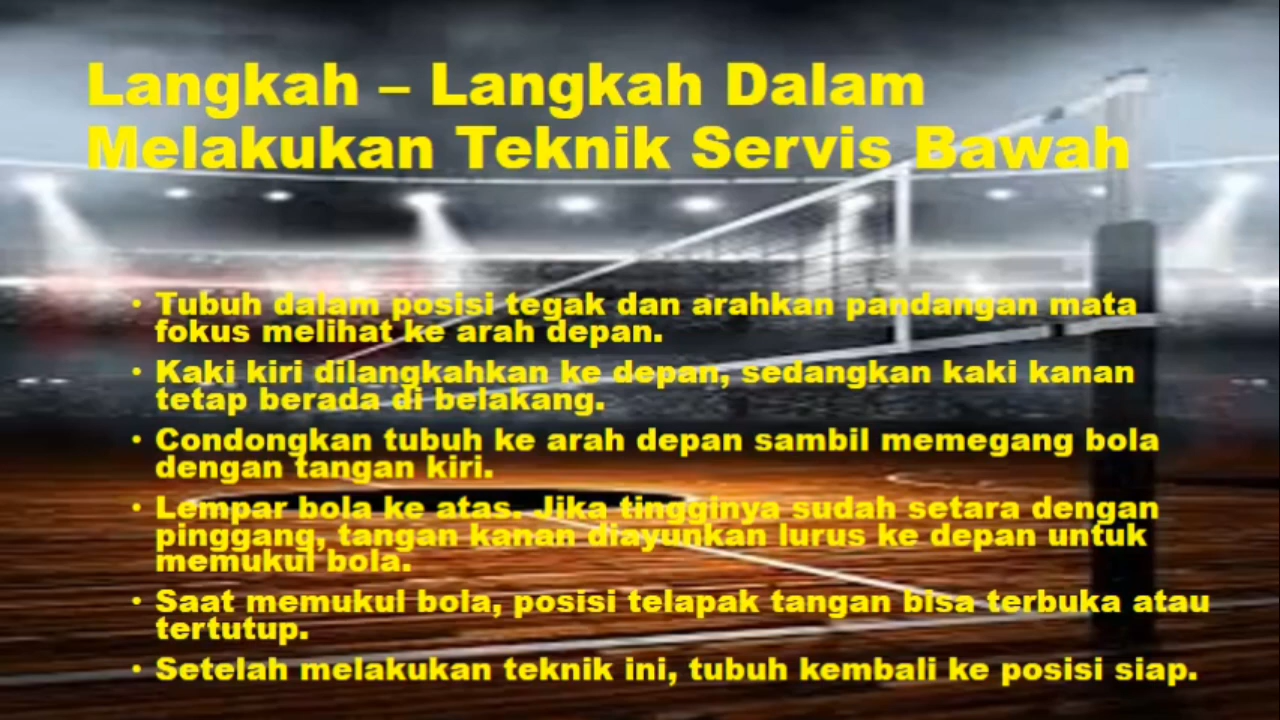 Langkah – Langkah Dalam
Melakukan Teknik Servis Bawah
• Tubuh dalam posisi tegak dan arahkan pandangan mata
fokus melihat ke arah depan.
• Kaki kiri dilangkahkan ke depan, sedangkan kaki kanan
tetap berada di belakang.
• Condongkan tubuh ke arah depan sambil memegang bola
dengan tangan kiri.
• Lempar bola ke atas. Jika tingginya sudah setara dengan
pinggang, tangan kanan diayunkan lurus ke depan untuk
memukul bola.
• Saat memukul bola, posisi telapak tangan bisa terbuka atau
tertutup.
• Setelah melakukan teknik ini, tubuh kembali ke posisi siap.